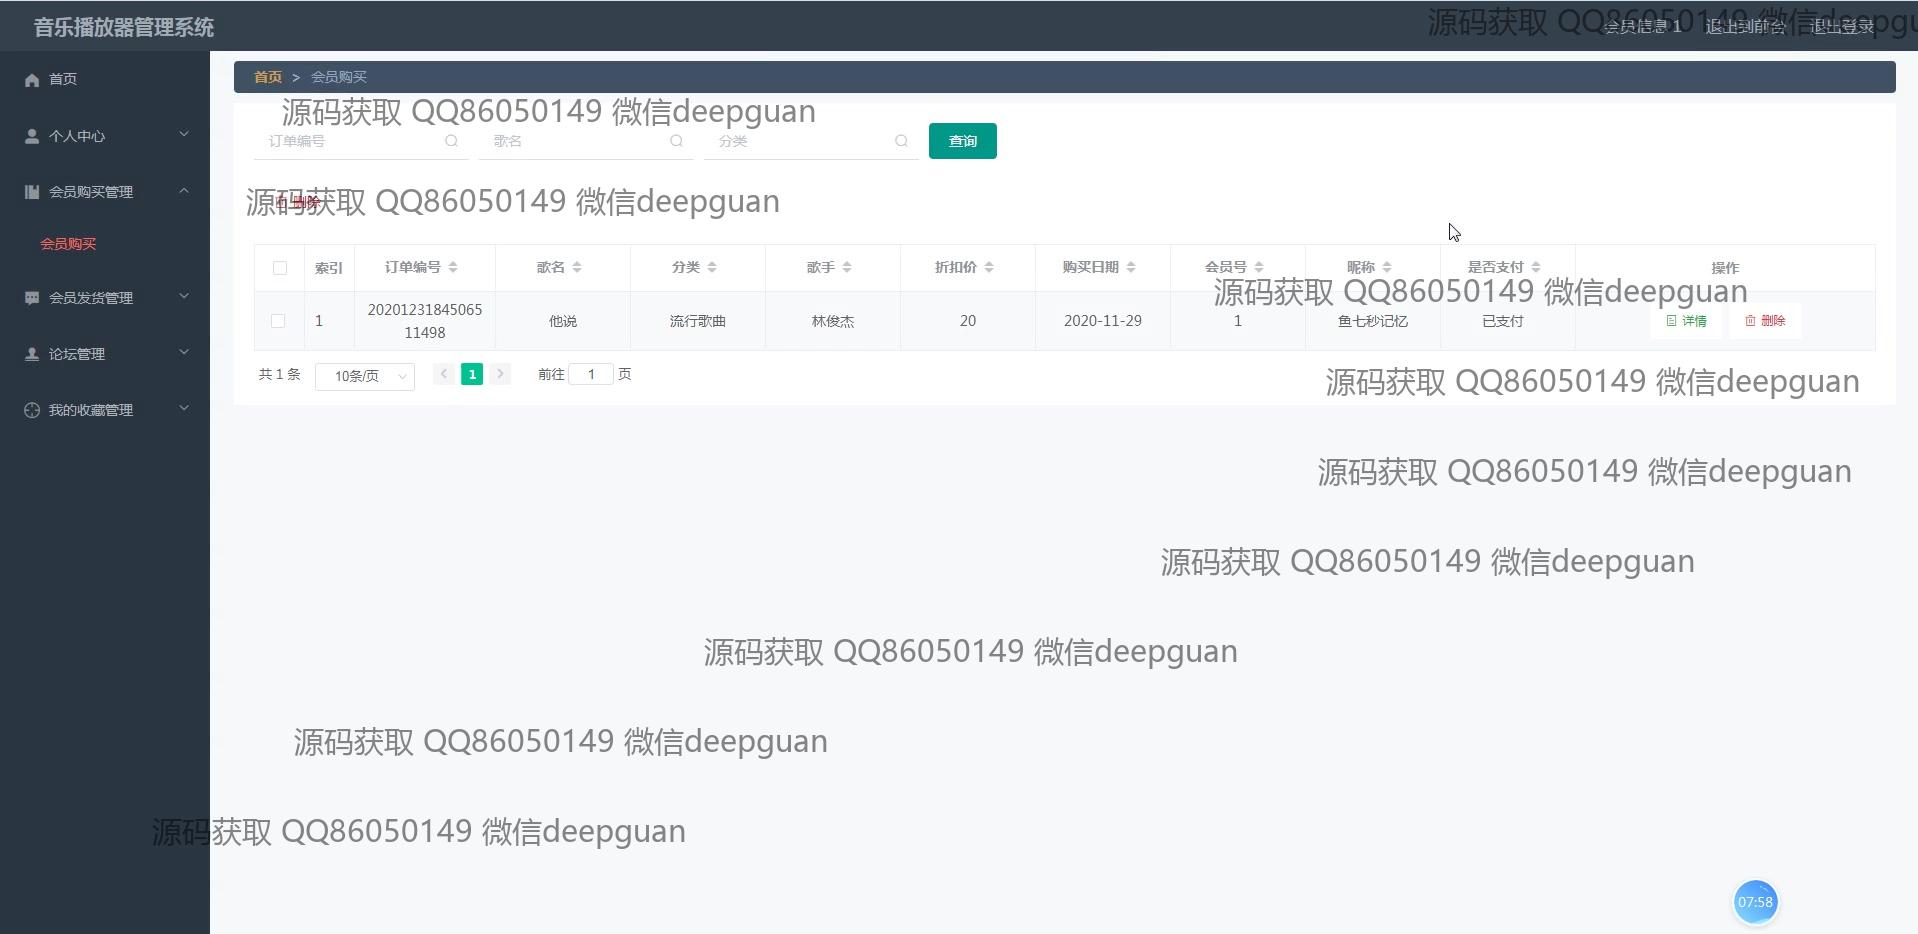 音乐播放器管理系统
源码获取 QQ86050149 微信deepgu
会员信息 1 退出到前台 退出登录
首页
个人中心
会员购买管理
会员购买
会员发货管理
论坛管理
我的收藏管理
首页 > 会员购买
源码获取 QQ86050149 微信deepguan
订单编号 歌名 分类 查询
源码获取 QQ86050149 微信deepguan
删除
索引 订单编号 歌名 分类 歌手 折扣价 购买日期 会员号 昵称 是否支付 操作
源码获取 QQ86050149 微信deepguan
1 20201231845065 他说 流行歌曲 林俊杰 20 2020-11-29 1 鱼七秒记忆 已支付 详情 删除
11498
共 1 条 10条/页 < 1 > 前往 1 页
源码获取 QQ86050149 微信deepguan
源码获取 QQ86050149 微信deepguan
源码获取 QQ86050149 微信deepguan
源码获取 QQ86050149 微信deepguan
源码获取 QQ86050149 微信deepguan
源码获取 QQ86050149 微信deepguan
07:58